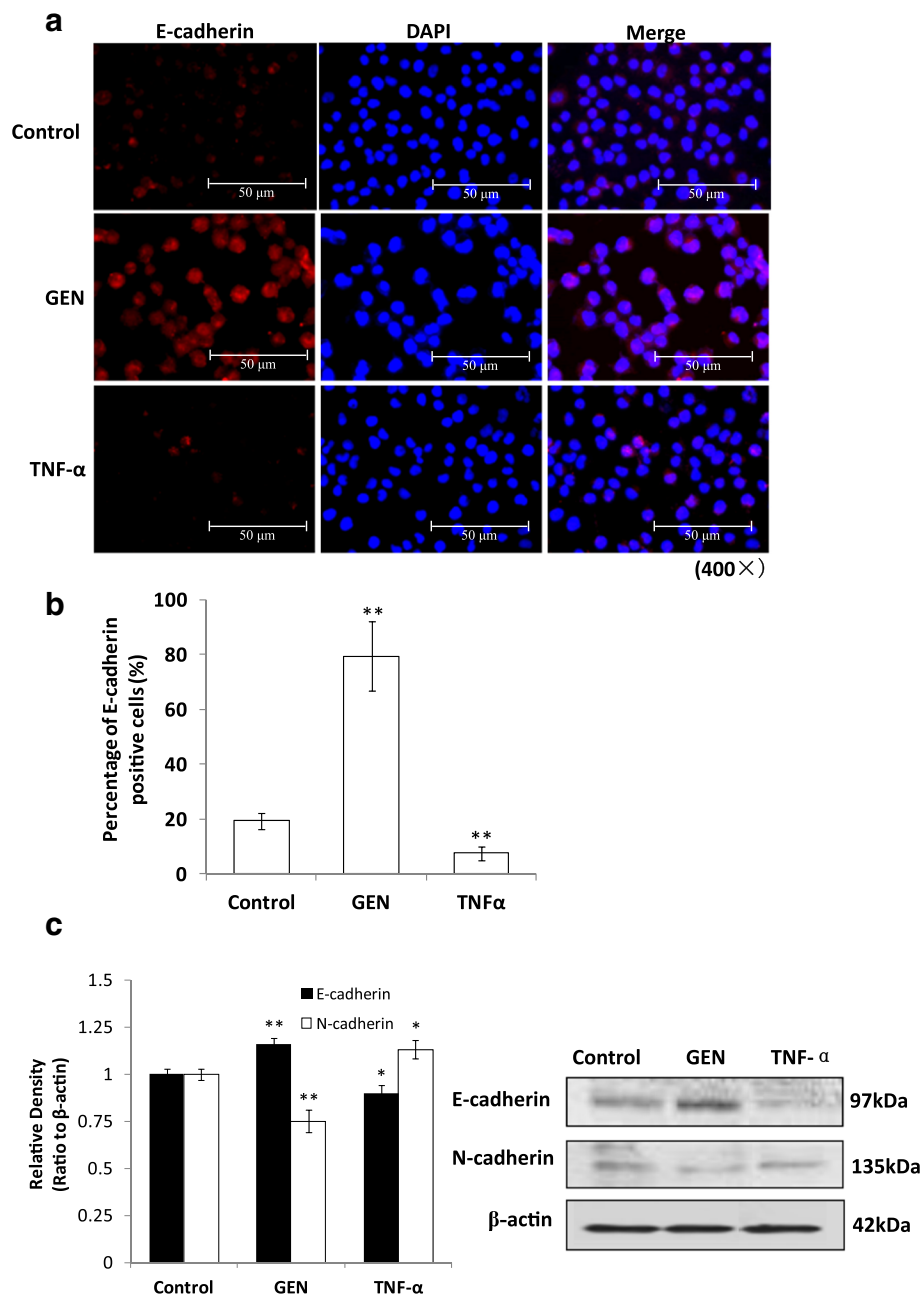 a
E-cadherin DAPI Merge
Control
50 µm 50 µm 50 µm
GEN
50 µm 50 µm 50 µm
TNF-α
50 µm 50 µm 50 µm
(400×)
b
Percentage of E-cadherin
positive cells (%)
100
80
60
40
20
0
**
**
Control GEN TNFα
c
Relative Density
(Ratio to β-actin)
1.5
1.25
1
0.75
0.5
0.25
0
E-cadherin
N-cadherin
**
**
*
*
Control GEN TNF-α
Control GEN TNF- α
E-cadherin 97kDa
N-cadherin 135kDa
β-actin 42kDa